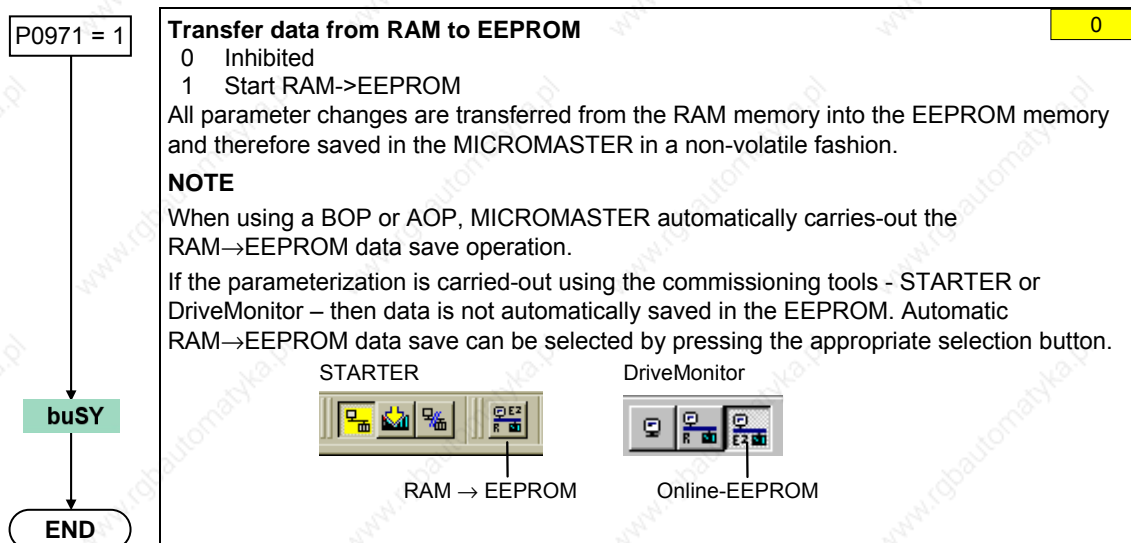 P0971 = 1
Transfer data from RAM to EEPROM
0
0 Inhibited
1 Start RAM->EEPROM
All parameter changes are transferred from the RAM memory into the EEPROM memory
and therefore saved in the MICROMASTER in a non-volatile fashion.
NOTE
When using a BOP or AOP, MICROMASTER automatically carries-out the
RAM→EEPROM data save operation.
If the parameterization is carried-out using the commissioning tools - STARTER or
DriveMonitor – then data is not automatically saved in the EEPROM. Automatic
RAM→EEPROM data save can be selected by pressing the appropriate selection button.
STARTER DriveMonitor
buSY
E2
R
R
E2
RAM → EEPROM Online-EEPROM
END
www.rgbautomatyka.pl